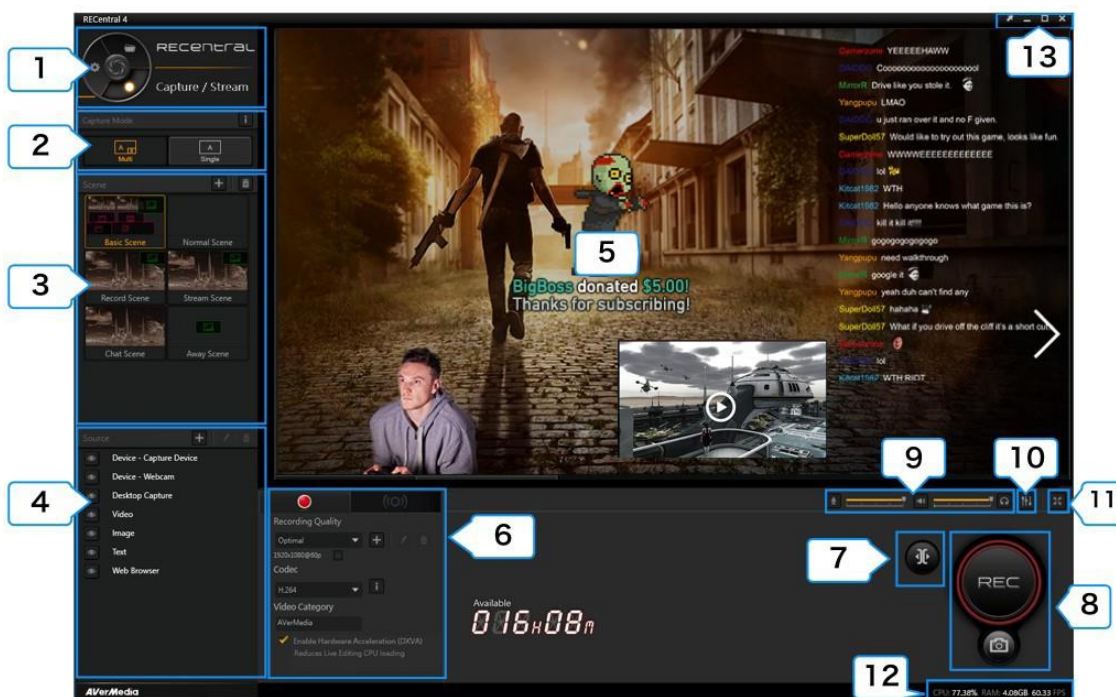 RECentral 4
1
RECENTRAL
Capture / Stream
2
Capture Mode
i
A
Multi
A
Single
3
Scene
Basic Scene
Normal Scene
Record Scene
Stream Scene
Chat Scene
Away Scene
4
Source
Device - Capture Device
Device - Webcam
Desktop Capture
Video
Image
Text
Web Browser
AVerMedia
5
BigBoss donated $5.00!
Thanks for subscribing!
13
Gamerzone YEEEEEHAWW
Cooooooooooooooooool
MirrorR Drive like you stole it.
Yangpupu LMAO
u just ran over it and no F given.
SuperDoll57 Would like to try out this game, looks like fun.
Gamerzone WWWWEEEEEEEEEEEEE
lol
Kitcat1982 WTH
Kitcat1982 Hello anyone knows what game this is?
kill it kill it!!!!
MirrorR gogogogogogogo
Yangpupu need walkthrough
google it
Yangpupu yeah duh can't find any
SuperDoll57 hahaha
SuperDoll57 What if you drive off the cliff it's a short cut.
lol
Kitcat1982 WTH RIOT
6
Recording Quality
Optimal
1920x1080@60p
Codec
H.264
i
Video Category
AVerMedia
Enable Hardware Acceleration (DXVA)
Reduces Live Editing CPU loading
Available
016H08m
9
10
11
7
8
REC
12
CPU: 77.38% RAM: 4.09GB 60.33 FPS